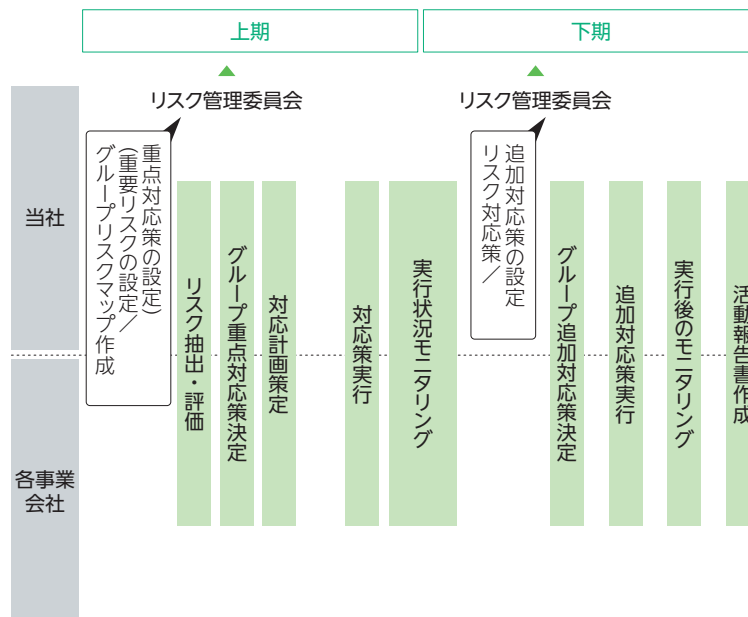 上期
下期
リスク管理委員会
リスク管理委員会
当社
各事業
会社
重点対応策の設定)
(重要リスクの設定/
グループリスクマップ作成
リスク抽出・評価
グループ重点対応策決定
対応計画策定
対応策実行
実行状況モニタリング
追加対応策の設定
リスク対応策/
グループ追加対応策決定
追加対応策実行
実行後のモニタリング
活動報告書作成